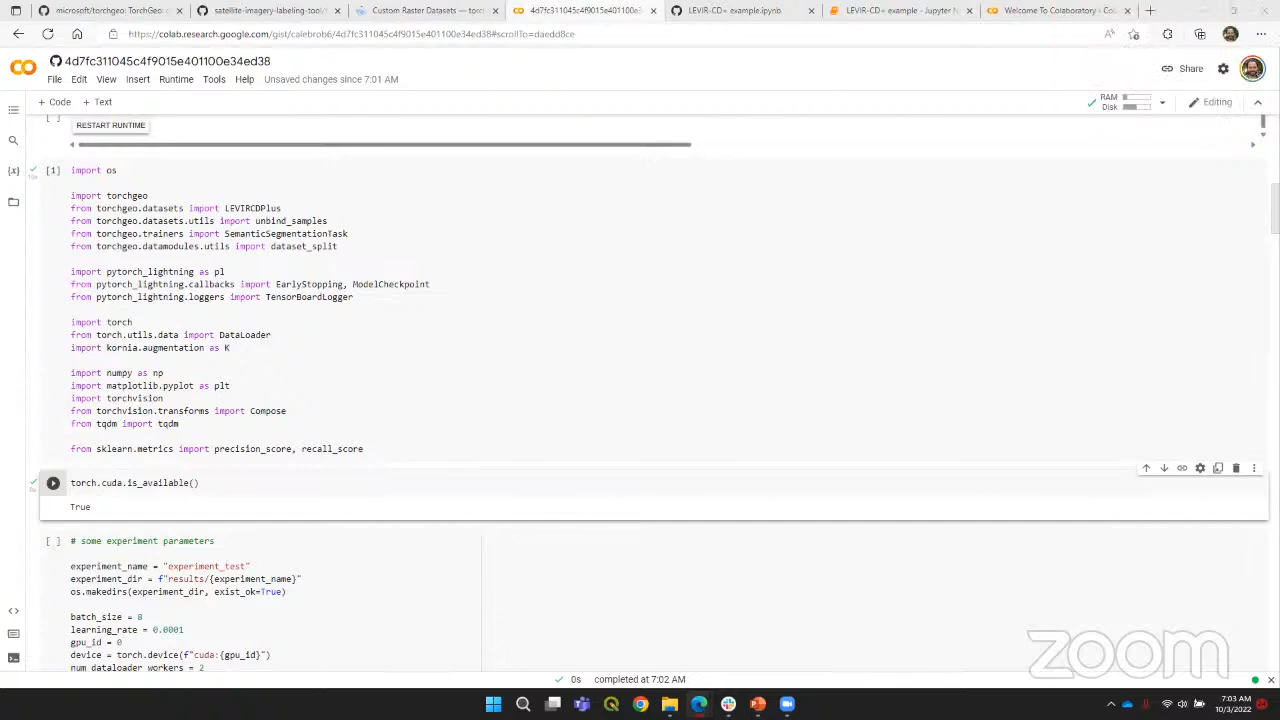 microsoft/torchgeo: TorchGeo:
satellite-imagery-labeling-tool/
Custom Raster Datasets — torch
4d7fc311045c4f9015e401100e3
LEVIR-CD+ example.ipynb
LEVIR-CD+ example - Jupyter N
Welcome To Colaboratory - Col
https://colab.research.google.com/gist/calebrob6/4d7fc311045c4f9015e401100e34ed38#scrollTo=daedd8ce
4d7fc311045c4f9015e401100e34ed38
Share
File Edit View Insert Runtime Tools Help Unsaved changes since 7:01 AM
+ Code + Text
RAM
Disk
Editing
[ ]
RESTART RUNTIME
[1] import os
import torchgeo
from torchgeo.datasets import LEVIRCDPlus
from torchgeo.datasets.utils import unbind_samples
from torchgeo.trainers import SemanticSegmentationTask
from torchgeo.datamodules.utils import dataset_split
import pytorch_lightning as pl
from pytorch_lightning.callbacks import EarlyStopping, ModelCheckpoint
from pytorch_lightning.loggers import TensorBoardLogger
import torch
from torch.utils.data import DataLoader
import kornia.augmentation as K
import numpy as np
import matplotlib.pyplot as plt
import torchvision
from torchvision.transforms import Compose
from tqdm import tqdm
from sklearn.metrics import precision_score, recall_score
torch.cuda.is_available()
True
[ ] # some experiment parameters
experiment_name = "experiment_test"
experiment_dir = f"results/{experiment_name}"
os.makedirs(experiment_dir, exist_ok=True)
batch_size = 8
learning_rate = 0.0001
gpu_id = 0
device = torch.device(f"cuda:{gpu_id}")
num_dataloader_workers = 2
zoom
0s completed at 7:02 AM
7:03 AM
10/3/2022